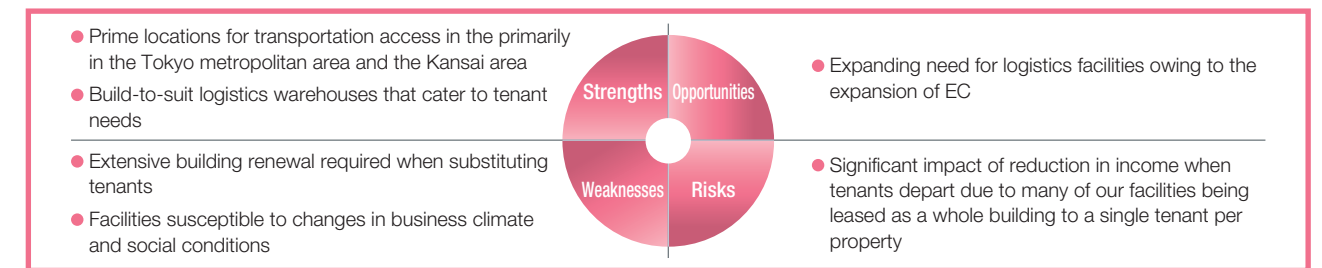 Prime locations for transportation access in the primarily
in the Tokyo metropolitan area and the Kansai area
Build-to-suit logistics warehouses that cater to tenant
needs
Strengths
Opportunities
Expanding need for logistics facilities owing to the
expansion of EC
Extensive building renewal required when substituting
tenants
Facilities susceptible to changes in business climate
and social conditions
Weaknesses
Risks
Significant impact of reduction in income when
tenants depart due to many of our facilities being
leased as a whole building to a single tenant per
property